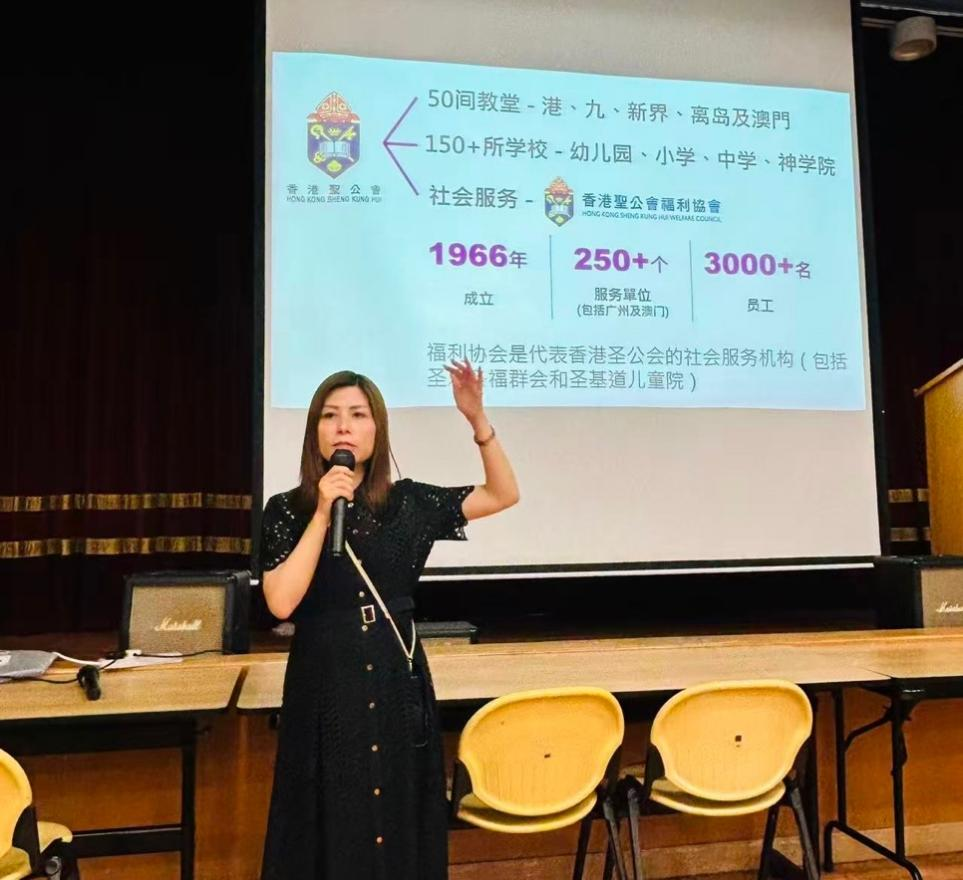 50间教堂 - 港、九、新界、离岛及澳門
150+所学校 - 幼儿园、小学、中学、神学院
香港聖公會
HONG KONG SHENG KUNG HUI
社会服务 - 香港聖公會福利協會
HONG KONG SHENG KUNG HUI WELFARE COUNCIL
1966年 250+个 3000+名
成立 服务單位 员工
(包括广州及澳门)
福利协会是代表香港圣公会的社会服务机构（包括
圣 福群会和圣基道儿童院）
Marshall
Marshall